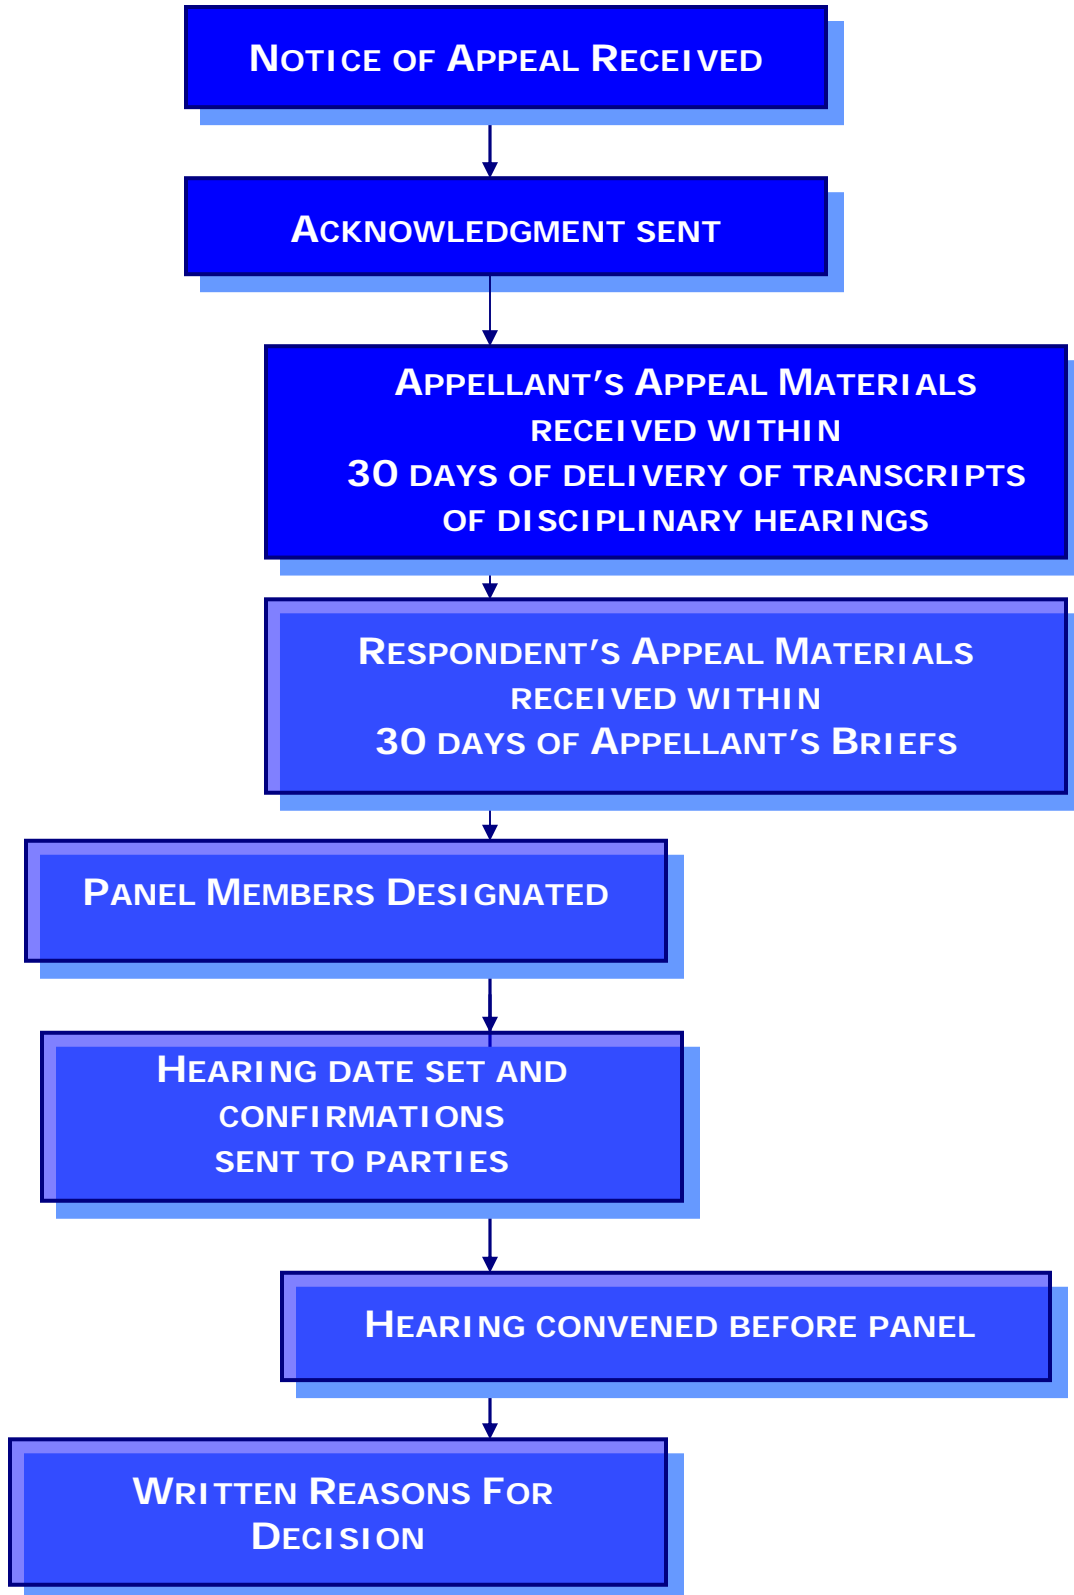 NOTICE OF APPEAL RECEIVED
ACKNOWLEDGMENT SENT
APPELLANT'S APPEAL MATERIALS
RECEIVED WITHIN
30 DAYS OF DELIVERY OF TRANSCRIPTS
OF DISCIPLINARY HEARINGS
RESPONDENT'S APPEAL MATERIALS
RECEIVED WITHIN
30 DAYS OF APPELLANT'S BRIEFS
PANEL MEMBERS DESIGNATED
HEARING DATE SET AND
CONFIRMATIONS
SENT TO PARTIES
HEARING CONVENED BEFORE PANEL
WRITTEN REASONS FOR
DECISION